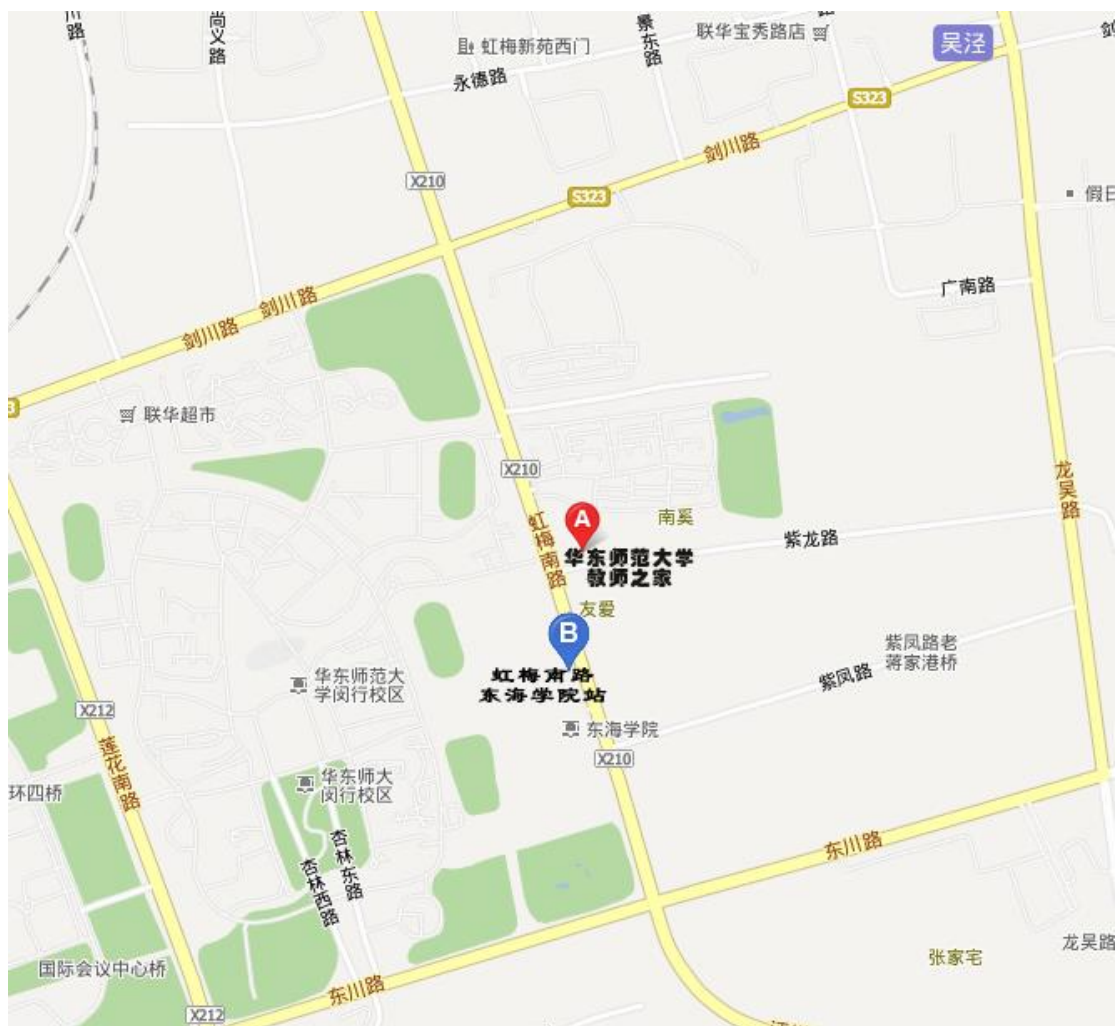 川路
尚义路
虹梅新苑西门
永德路
景东路
联华宝秀路店
路
吴泾
剑
S323
剑川路
X210
S323
假日
广南路
剑川路
剑川路
3
联华超市
X210
龙吴路
虹梅南路
A
南奚
紫龙路
华东师范大学
教师之家
友爱
B
紫凤路老
蒋家港桥
紫凤路
虹梅南路
东海学院站
华东师范大
学闵行校区
X212
东海学院
莲花南路
X210
华东师大
闵行校区
环四桥
东川路
杏林东路
杏林西路
龙吴路
张家宅
国际会议中心桥
东川路
X212